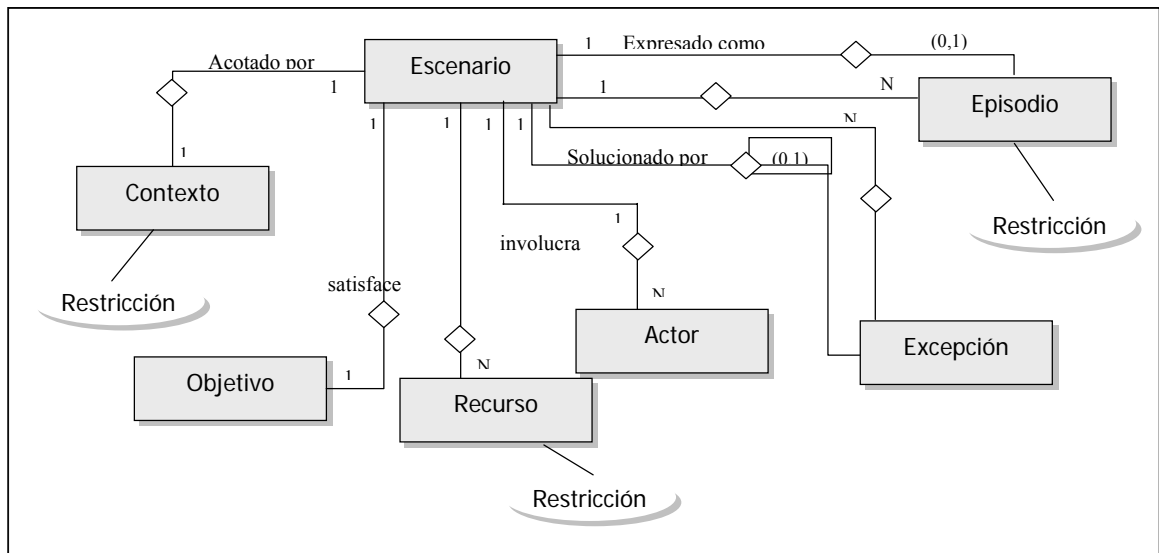 1 Expresado como (0,1)
Acotado por
Escenario
1
1 N
Episodio
1 1 1 1 N
Solucionado por (0,1)
1
Contexto
1
involucra
Restricción
Restricción
satisface
N
Actor
Excepción
Objetivo
1
N
Recurso
Restricción